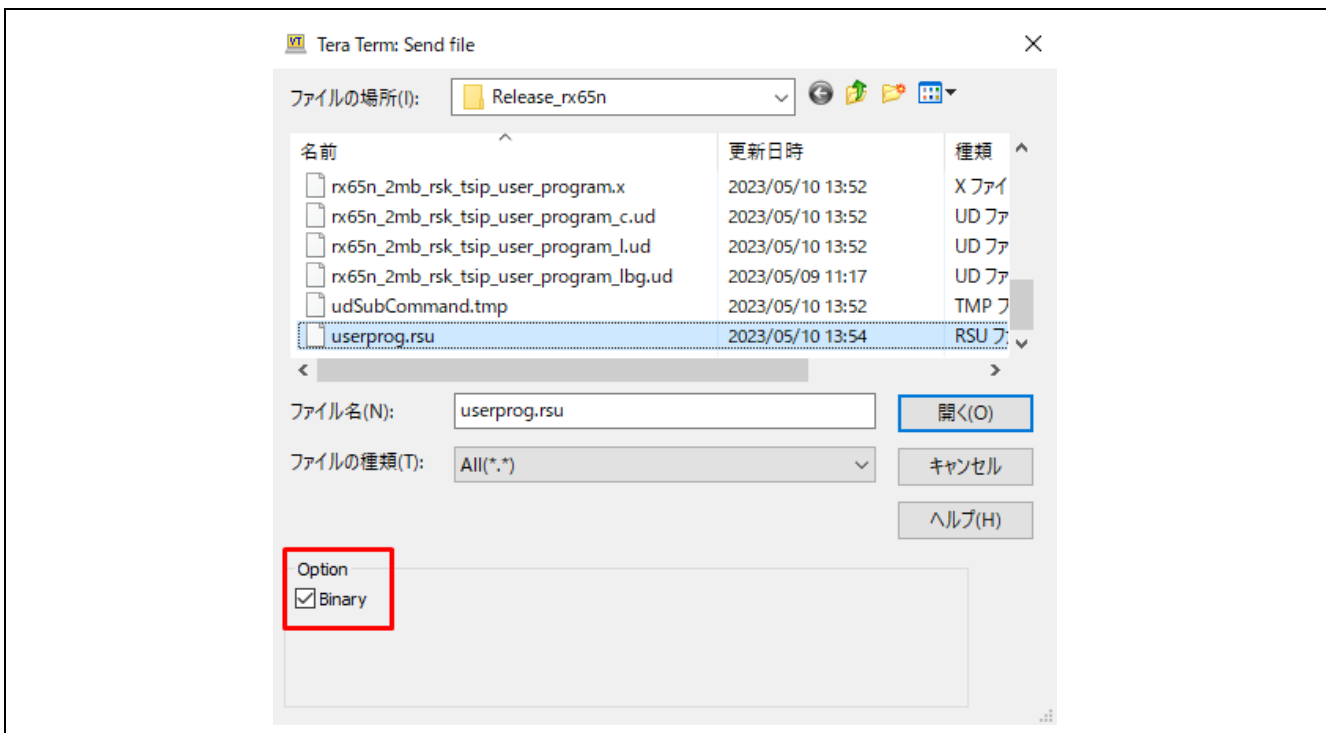 VT Tera Term: Send file
ファイルの場所(I): Release_rx65n
名前 更新日時 種類
rx65n_2mb_rsk_tsip_user_program.x 2023/05/10 13:52 X ファイ
rx65n_2mb_rsk_tsip_user_program_c.ud 2023/05/10 13:52 UD ファ
rx65n_2mb_rsk_tsip_user_program_l.ud 2023/05/10 13:52 UD ファ
rx65n_2mb_rsk_tsip_user_program_lbg.ud 2023/05/09 11:17 UD ファ
udSubCommand.tmp 2023/05/10 13:52 TMP フ
userprog.rsu 2023/05/10 13:54 RSU フ
ファイル名(N): userprog.rsu 開く(O)
ファイルの種類(T): All(*.*) キャンセル
ヘルプ(H)
Option
Binary